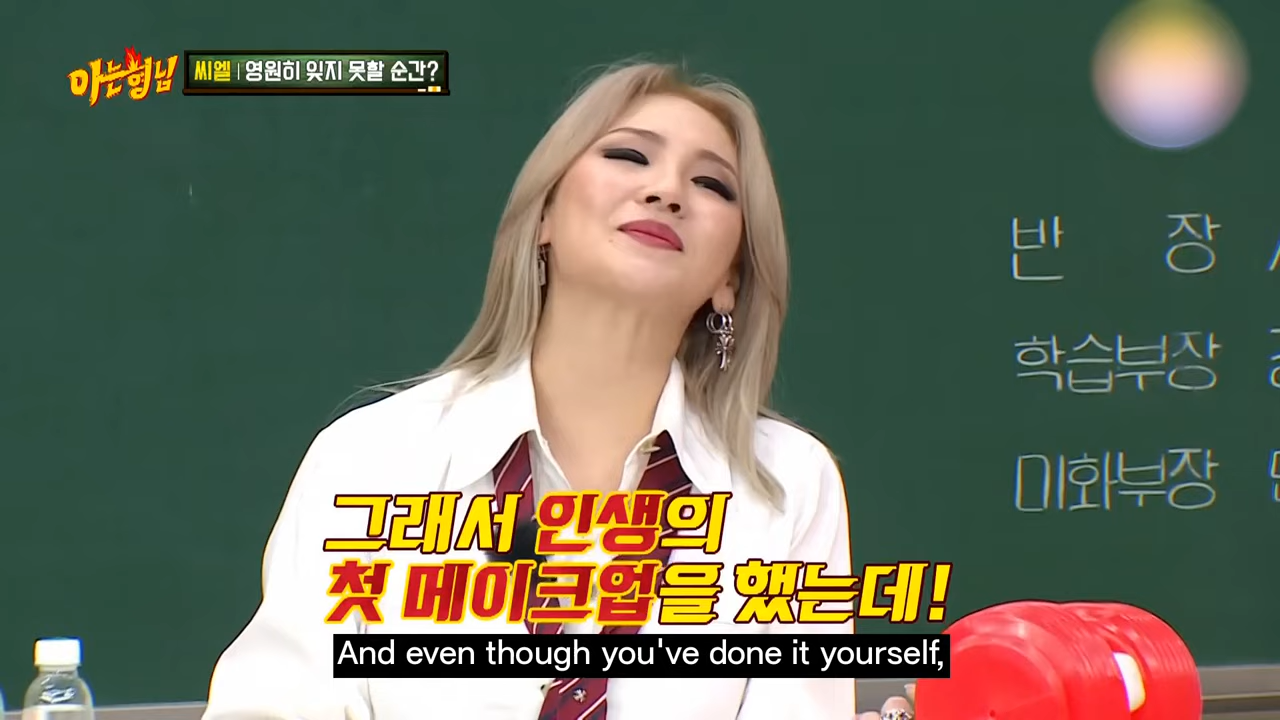 아는형님
씨엘 | 영원히 잊지 못할 순간?
반 장
학습부장
미화부장
그래서 인생의
첫 메이크업을 했는데!
And even though you've done it yourself,